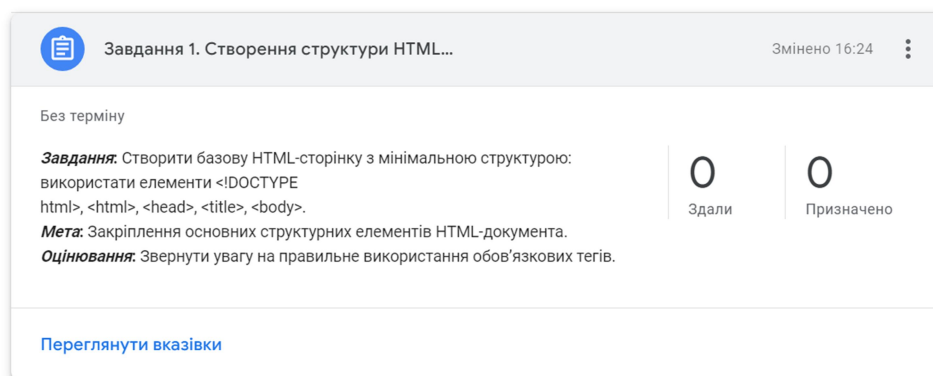 Завдання 1. Створення структури HTML...
Змінено 16:24
Без терміну
Завдання: Створити базову HTML-сторінку з мінімальною структурою:
використати елементи <!DOCTYPE
html>, <html>, <head>, <title>, <body>.
Мета: Закріплення основних структурних елементів HTML-документа.
Оцінювання: Звернути увагу на правильне використання обов’язкових тегів.
0
Здали
0
Призначено
Переглянути вказівки